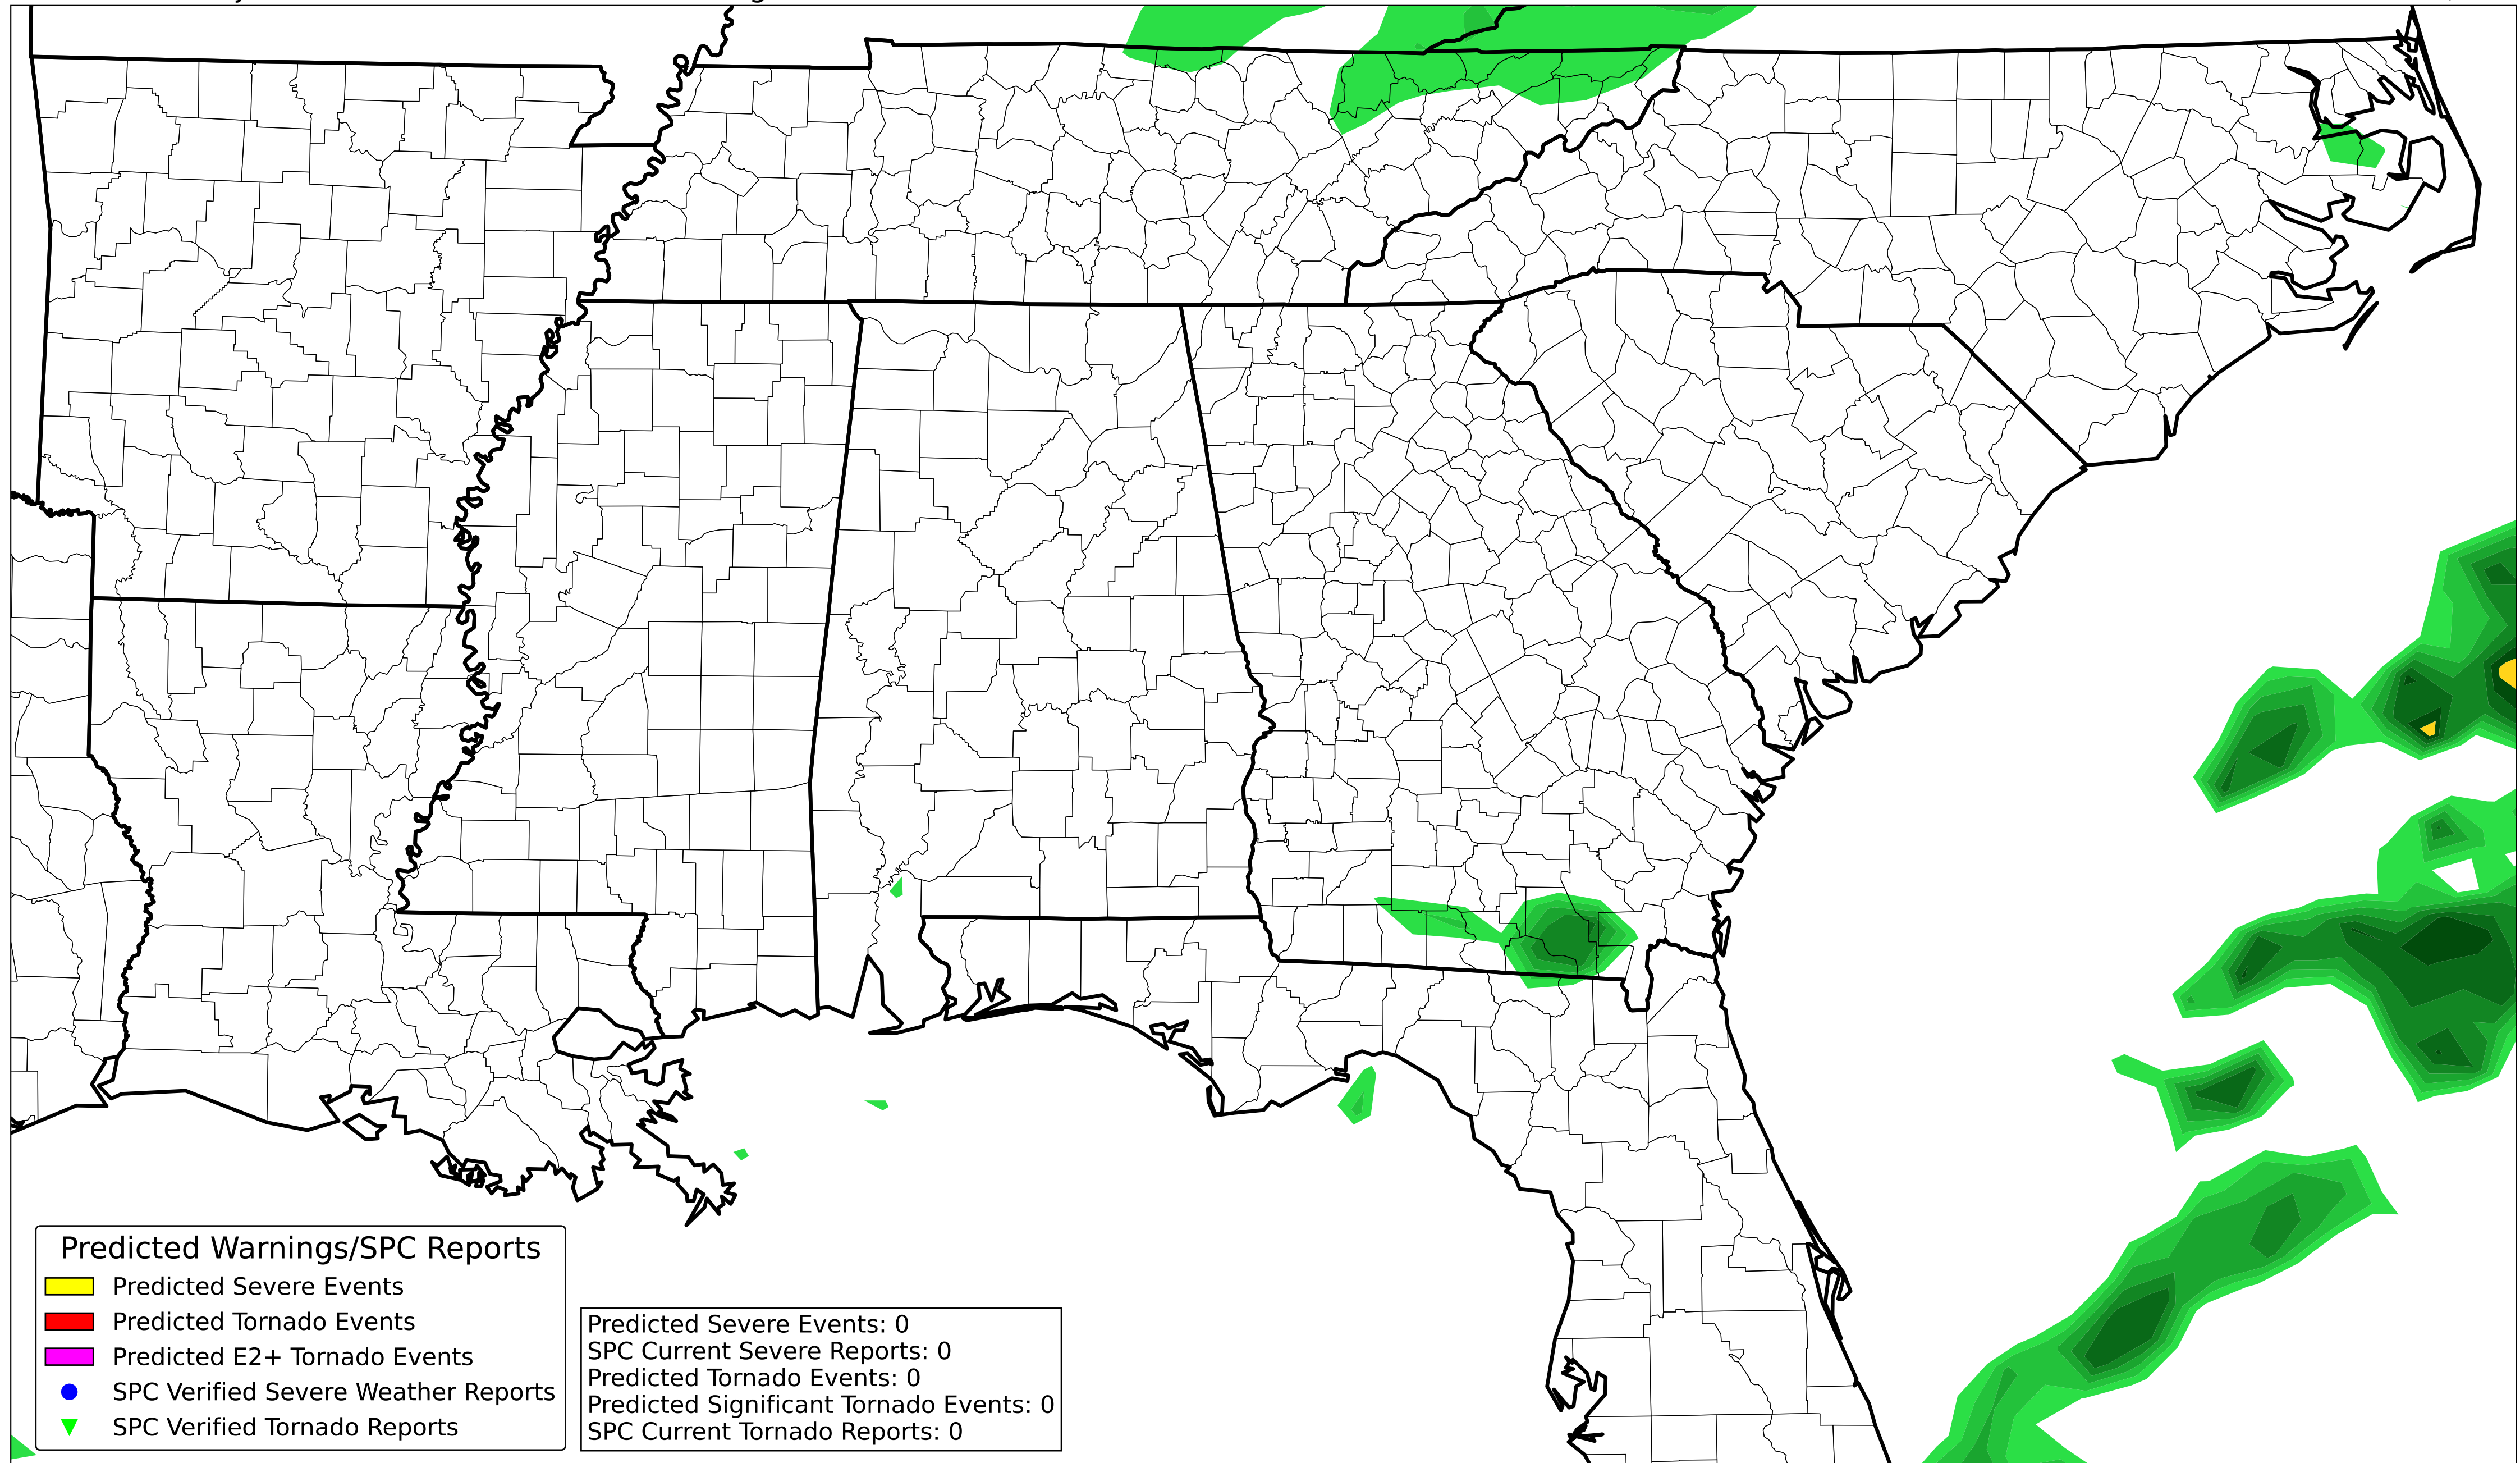 Predicted Warnings/SPC Reports
Predicted Severe Events
Predicted Tornado Events
Predicted E2+ Tornado Events
SPC Verified Severe Weather Reports
SPC Verified Tornado Reports
Predicted Severe Events: 0
SPC Current Severe Reports: 0
Predicted Tornado Events: 0
Predicted Significant Tornado Events: 0
SPC Current Tornado Reports: 0